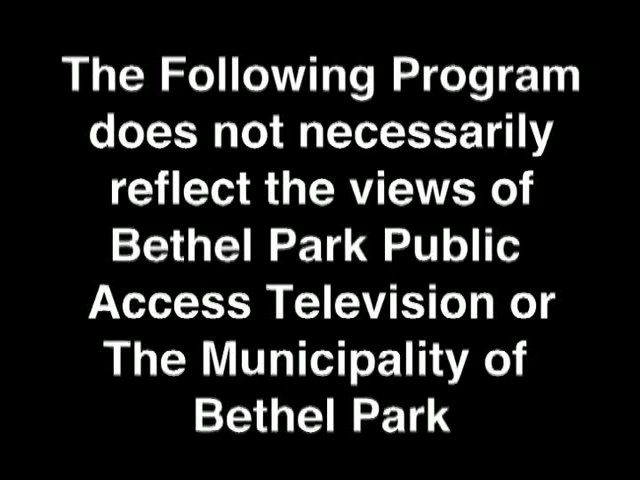 The Following Program
does not necessarily
reflect the views of
Bethel Park Public
Access Television or
The Municipality of
Bethel Park